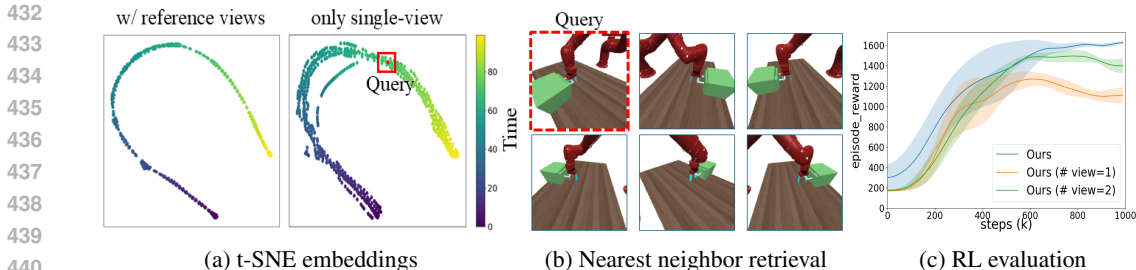 432
433
434
435
436
437
438
439
440
w/ reference views
only single-view
Query
80
60
40
20
0
Time
Query
1600
1400
1200
1000
800
600
400
200
0
episode_reward
0 200 400 600 800 1000
steps (k)
Ours
Ours (# view=1)
Ours (# view=2)
(a) t-SNE embeddings
(b) Nearest neighbor retrieval
(c) RL evaluation